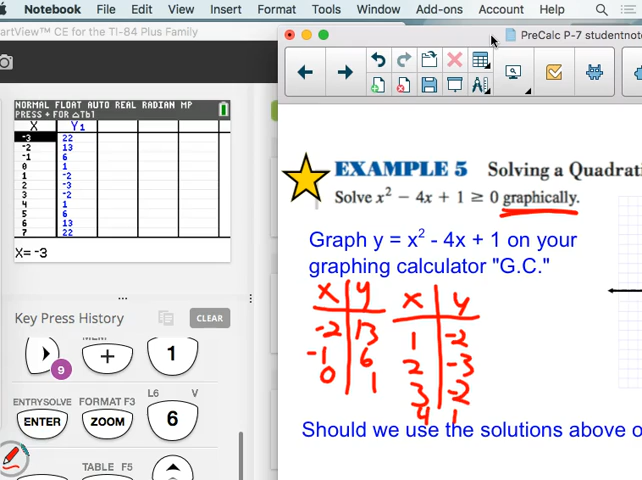 Notebook File Edit View Insert Format Tools Math Window Add-ons Account Help
artView™ CE for the TI-84 Plus Family
PreCalc P-7 studentnote
NORMAL FLOAT AUTO REAL RADIAN MP
PRESS + FOR △Tb1
X Y1
-3 22
-2 13
-1 6
0 1
1 -2
2 -3
3 -2
4 1
5 6
6 13
7 22
X= -3
Key Press History
CLEAR
9
+
1
ENTRYSOLVE
ENTER
FORMAT F3
ZOOM
L6 V
6
TABLE F5
EXAMPLE 5 Solving a Quadrati
Solve x² − 4x + 1 ≥ 0 graphically.
Graph y = x² - 4x + 1 on your
graphing calculator "G.C."
x y x y
-2 13 1 -2
-1 6 2 -3
0 1 3 -2
4 1
Should we use the solutions above o